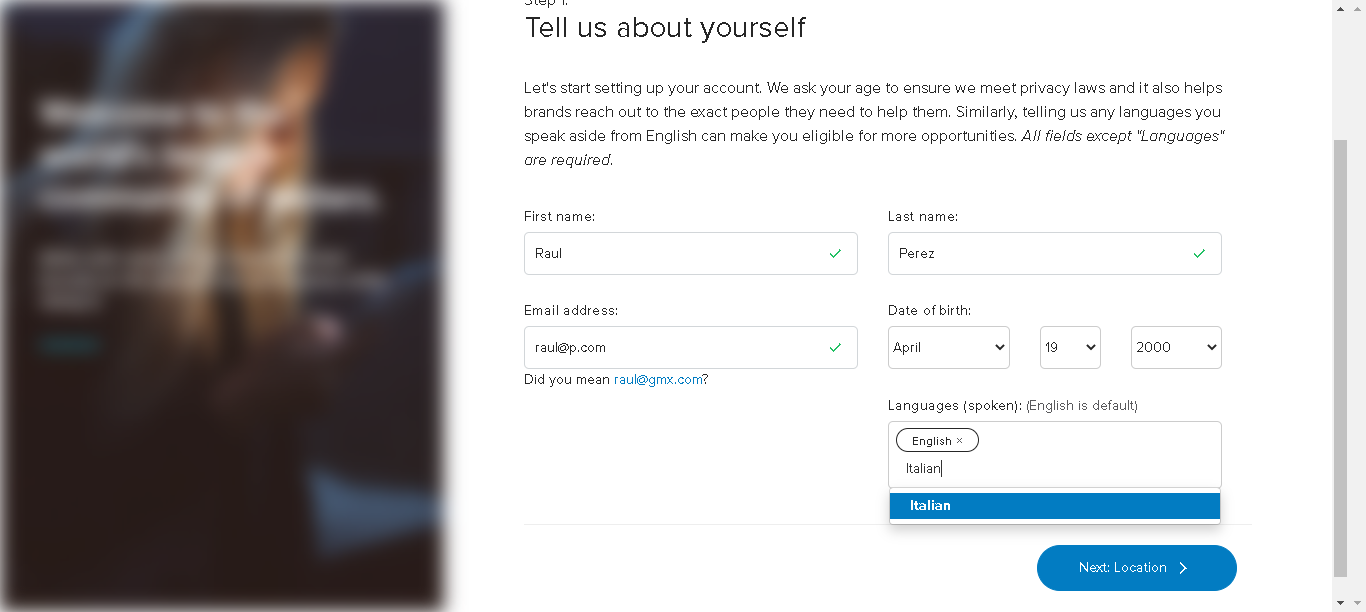 Step 1:
Tell us about yourself
Let's start setting up your account. We ask your age to ensure we meet privacy laws and it also helps
brands reach out to the exact people they need to help them. Similarly, telling us any languages you
speak aside from English can make you eligible for more opportunities. All fields except "Languages"
are required.
First name:
Last name:
Raul
Perez
Email address:
Date of birth:
raul@p.com
April
19
2000
Did you mean raul@gmx.com?
Languages (spoken): (English is default)
English ×
Italian
Italian
Next: Location